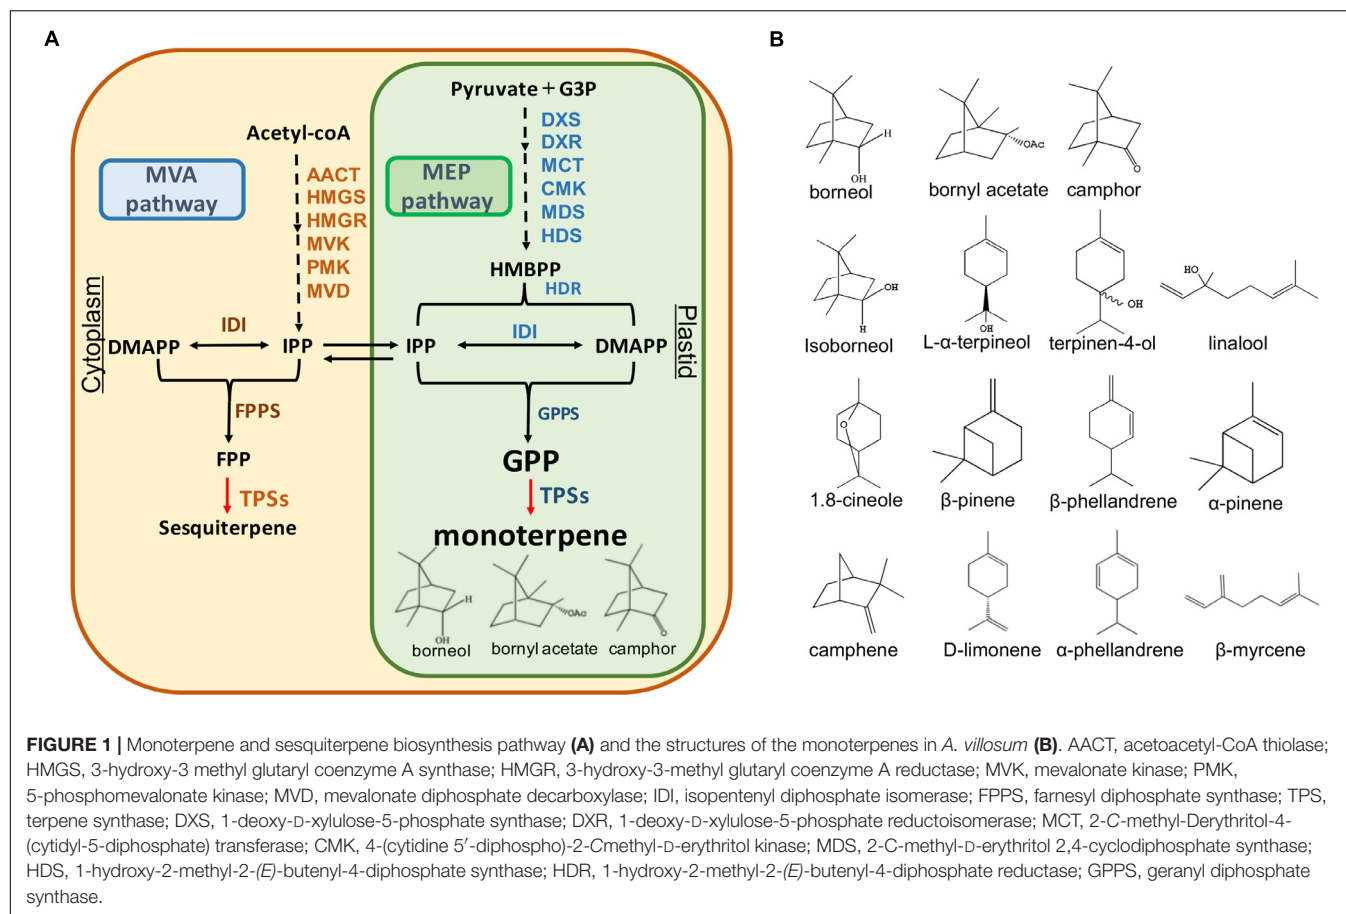 A
B
Pyruvate + G3P
DXS
DXR
MCT
CMK
MDS
HDS
Acetyl-coA
AACT
HMGS
HMGR
MVK
PMK
MVD
MVA
pathway
MEP
pathway
HMBPP
HDR
Cytoplasm
Plastid
DMAPP
IDI
IPP
IPP
IDI
DMAPP
FPPS
GPPS
FPP
GPP
TPSs
TPSs
Sesquiterpene
monoterpene
H
OH
OAc
O
borneol
bornyl acetate
camphor
H
OH
OAc
O
borneol
bornyl acetate
camphor
OH
H
OH
OH
HO
Isoborneol
L-α-terpineol
terpinen-4-ol
linalool
O
1.8-cineole
β-pinene
β-phellandrene
α-pinene
camphene
D-limonene
α-phellandrene
β-myrcene
FIGURE 1 | Monoterpene and sesquiterpene biosynthesis pathway (A) and the structures of the monoterpenes in A. villosum (B). AACT, acetoacetyl-CoA thiolase;
HMGS, 3-hydroxy-3 methyl glutaryl coenzyme A synthase; HMGR, 3-hydroxy-3-methyl glutaryl coenzyme A reductase; MVK, mevalonate kinase; PMK,
5-phosphomevalonate kinase; MVD, mevalonate diphosphate decarboxylase; IDI, isopentenyl diphosphate isomerase; FPPS, farnesyl diphosphate synthase; TPS,
terpene synthase; DXS, 1-deoxy-D-xylulose-5-phosphate synthase; DXR, 1-deoxy-D-xylulose-5-phosphate reductoisomerase; MCT, 2-C-methyl-Derythritol-4-
(cytidyl-5-diphosphate) transferase; CMK, 4-(cytidine 5′-diphospho)-2-Cmethyl-D-erythritol kinase; MDS, 2-C-methyl-D-erythritol 2,4-cyclodiphosphate synthase;
HDS, 1-hydroxy-2-methyl-2-(E)-butenyl-4-diphosphate synthase; HDR, 1-hydroxy-2-methyl-2-(E)-butenyl-4-diphosphate reductase; GPPS, geranyl diphosphate
synthase.